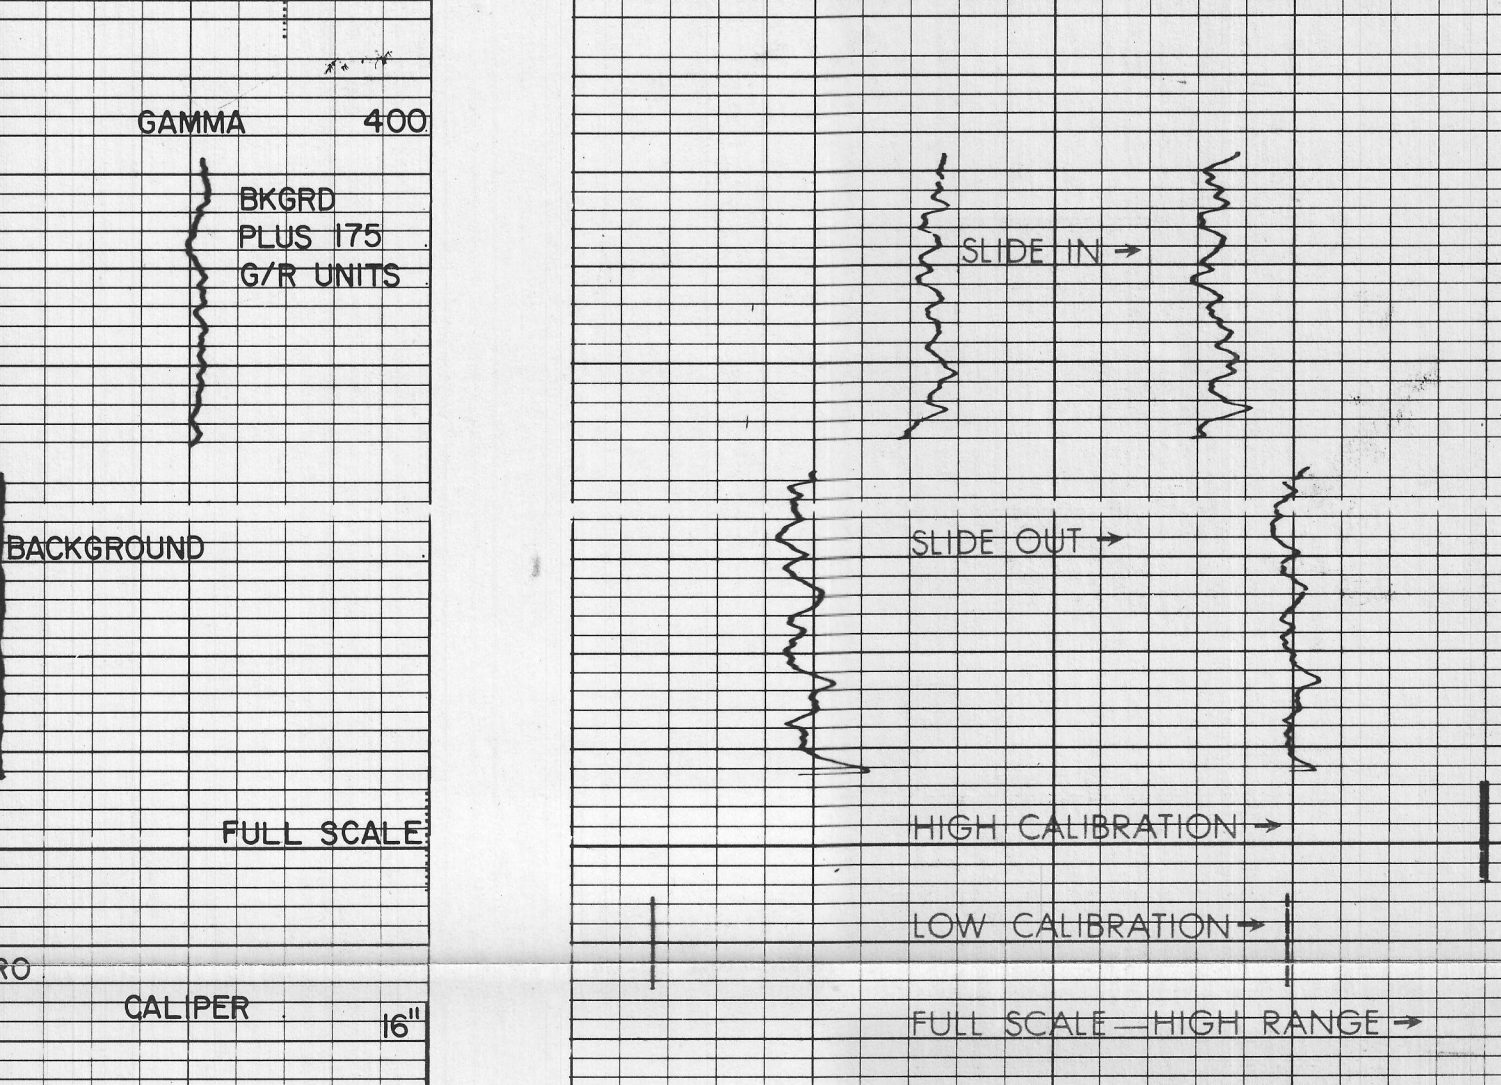 GAMMA 400
BKGRD
PLUS 175
G/R UNITS
SLIDE IN →
SLIDE OUT →
BACKGROUND
HIGH CALIBRATION →
FULL SCALE
LOW CALIBRATION →
RO
CALIPER
16"
FULL SCALE — HIGH RANGE →